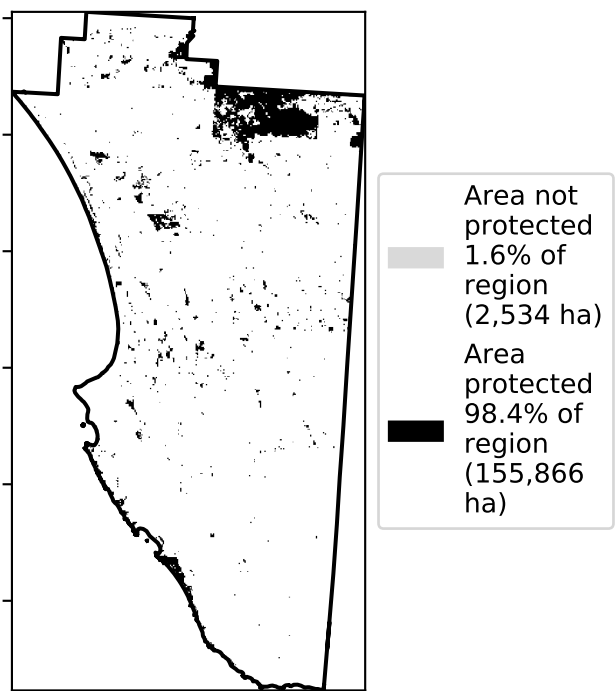 Area not
protected
1.6% of
region
(2,534 ha)
Area
protected
98.4% of
region
(155,866
ha)